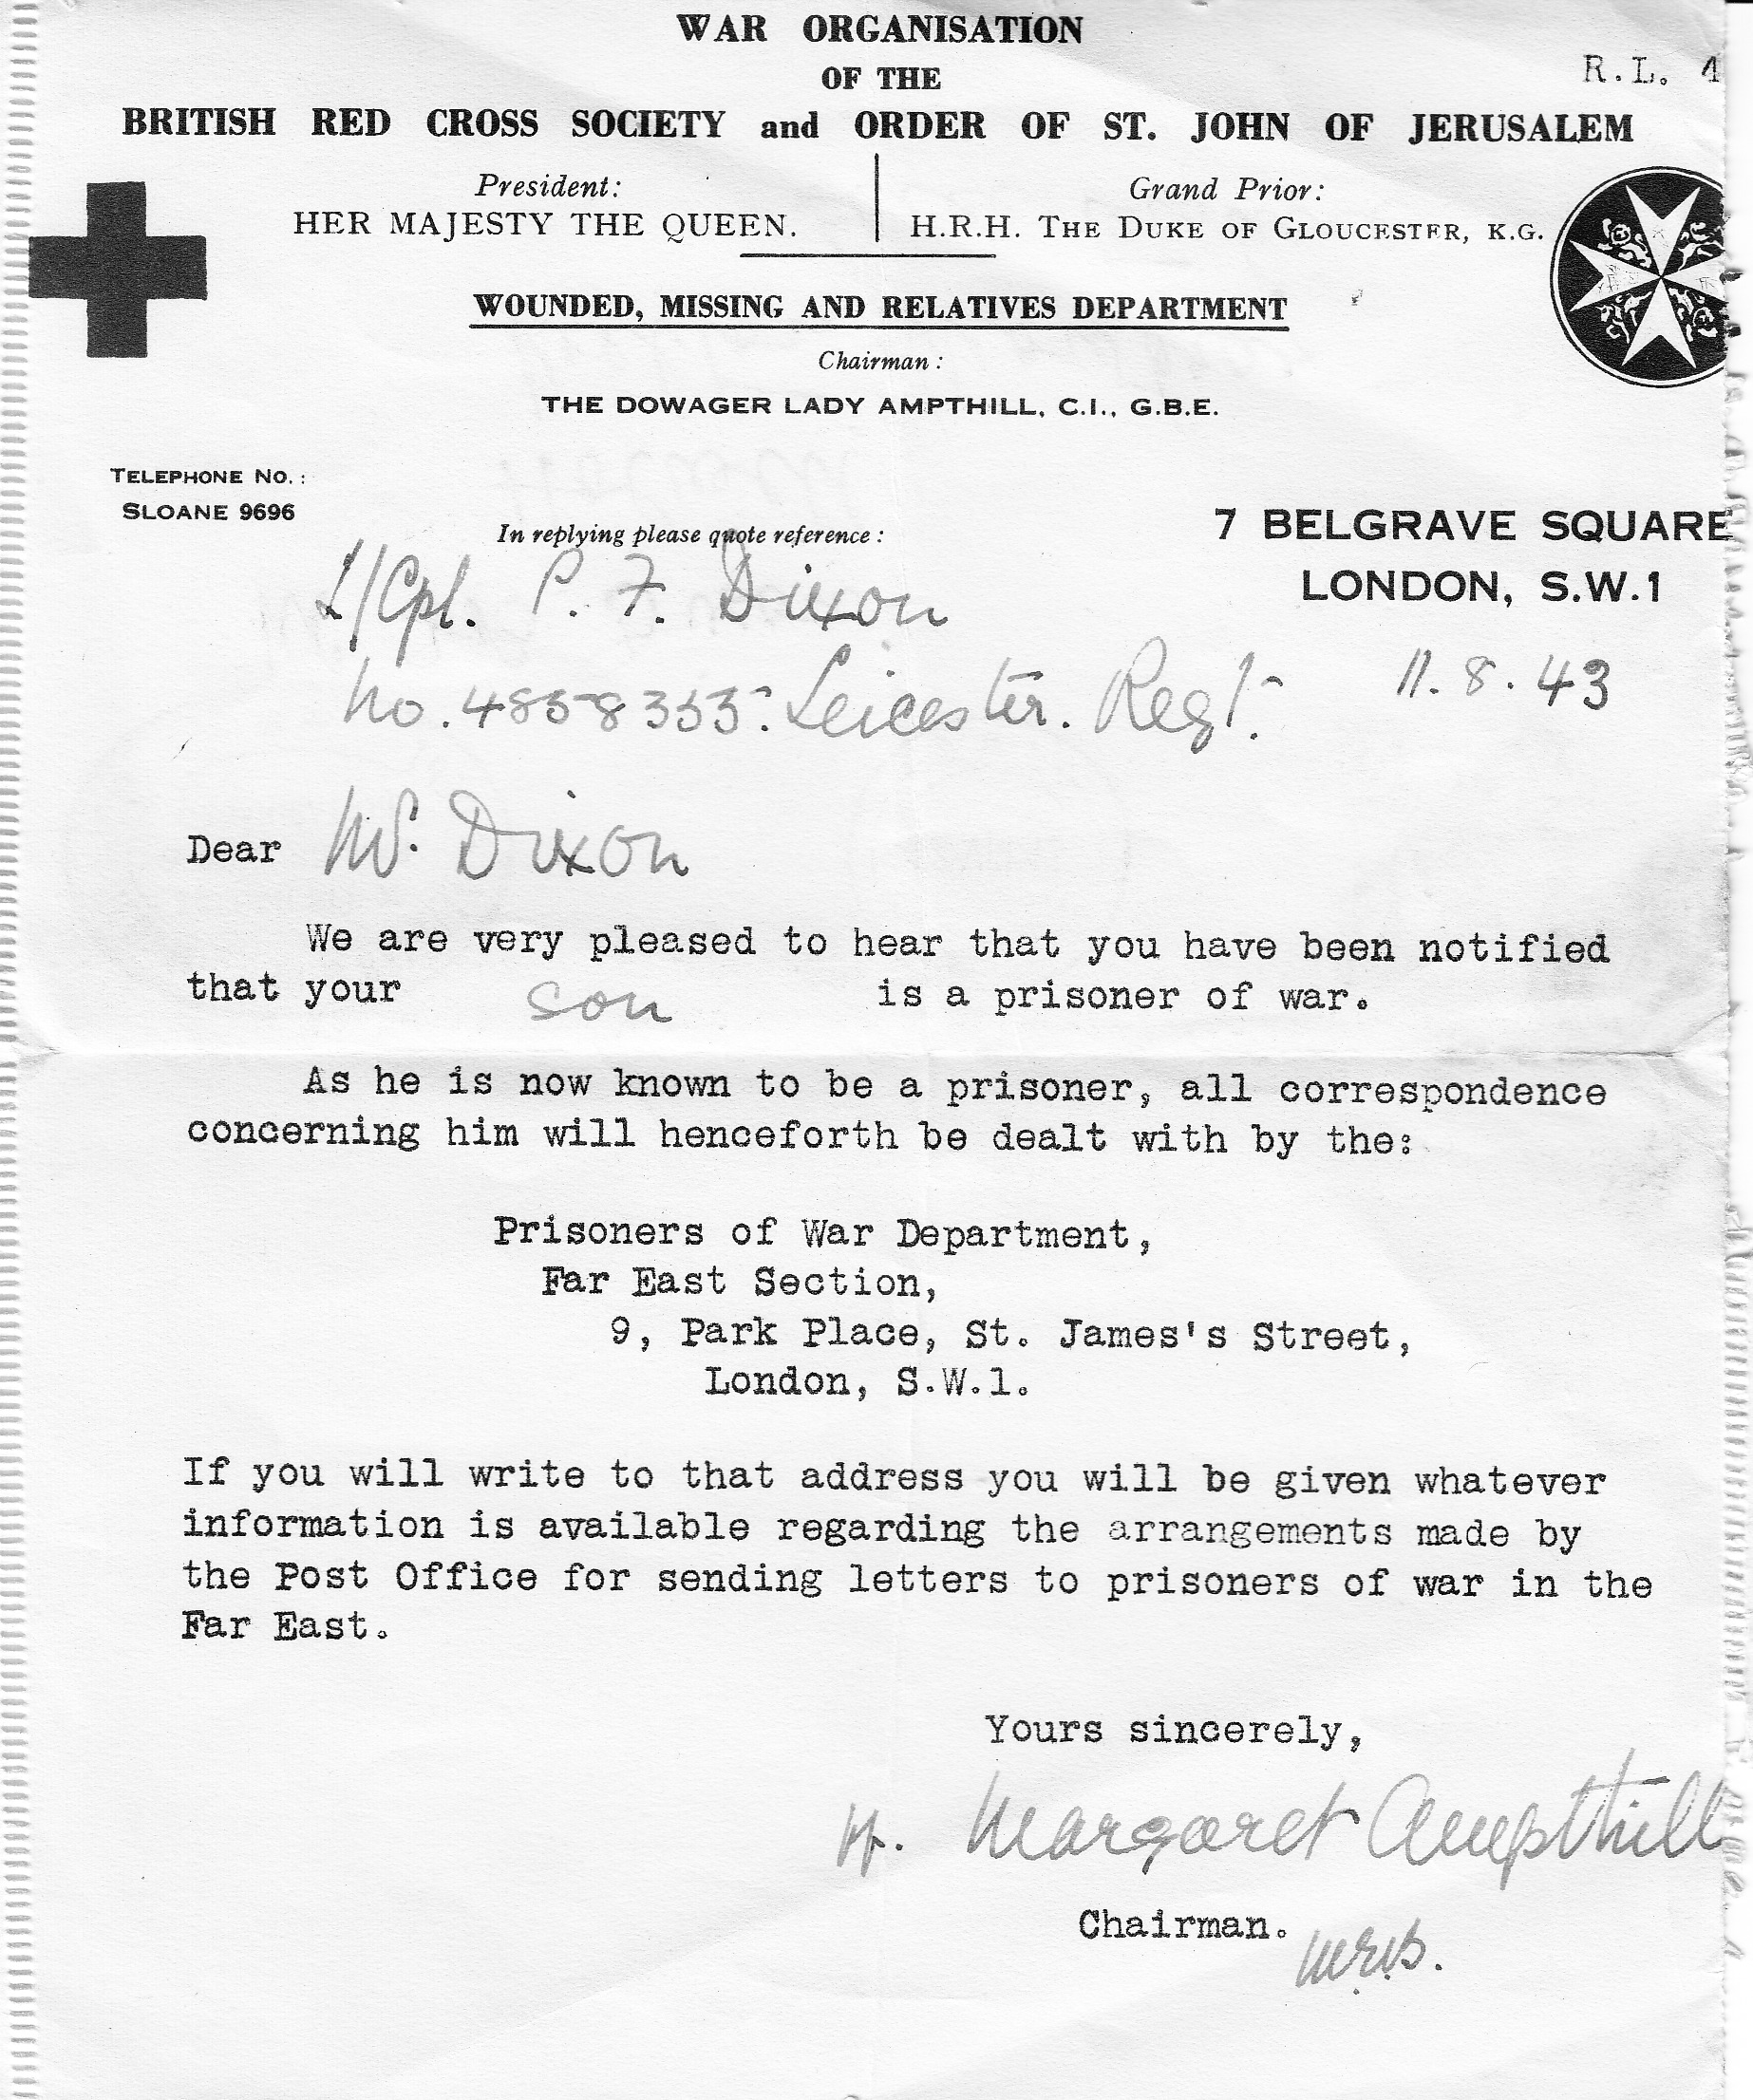 WAR ORGANISATION
OF THE
R.L. 4
BRITISH RED CROSS SOCIETY and ORDER OF ST. JOHN OF JERUSALEM
President:
HER MAJESTY THE QUEEN.
Grand Prior:
H.R.H. THE DUKE OF GLOUCESTER, K.G.
WOUNDED, MISSING AND RELATIVES DEPARTMENT
Chairman:
THE DOWAGER LADY AMPTHILL, C.I., G.B.E.
TELEPHONE NO.:
SLOANE 9696
In replying please quote reference:
7 BELGRAVE SQUARE
LONDON, S.W.1
L/Cpl. P. F. Dixon
No. 4858353. Leicester. Regt.
11.8.43
Dear Mr. Dixon
We are very pleased to hear that you have been notified
that your son is a prisoner of war.
As he is now known to be a prisoner, all correspondence
concerning him will henceforth be dealt with by the:
Prisoners of War Department,
Far East Section,
9, Park Place, St. James's Street,
London, S.W.1.
If you will write to that address you will be given whatever
information is available regarding the arrangements made by
the Post Office for sending letters to prisoners of war in the
Far East.
Yours sincerely,
pp. Margaret Ampthill
Chairman.